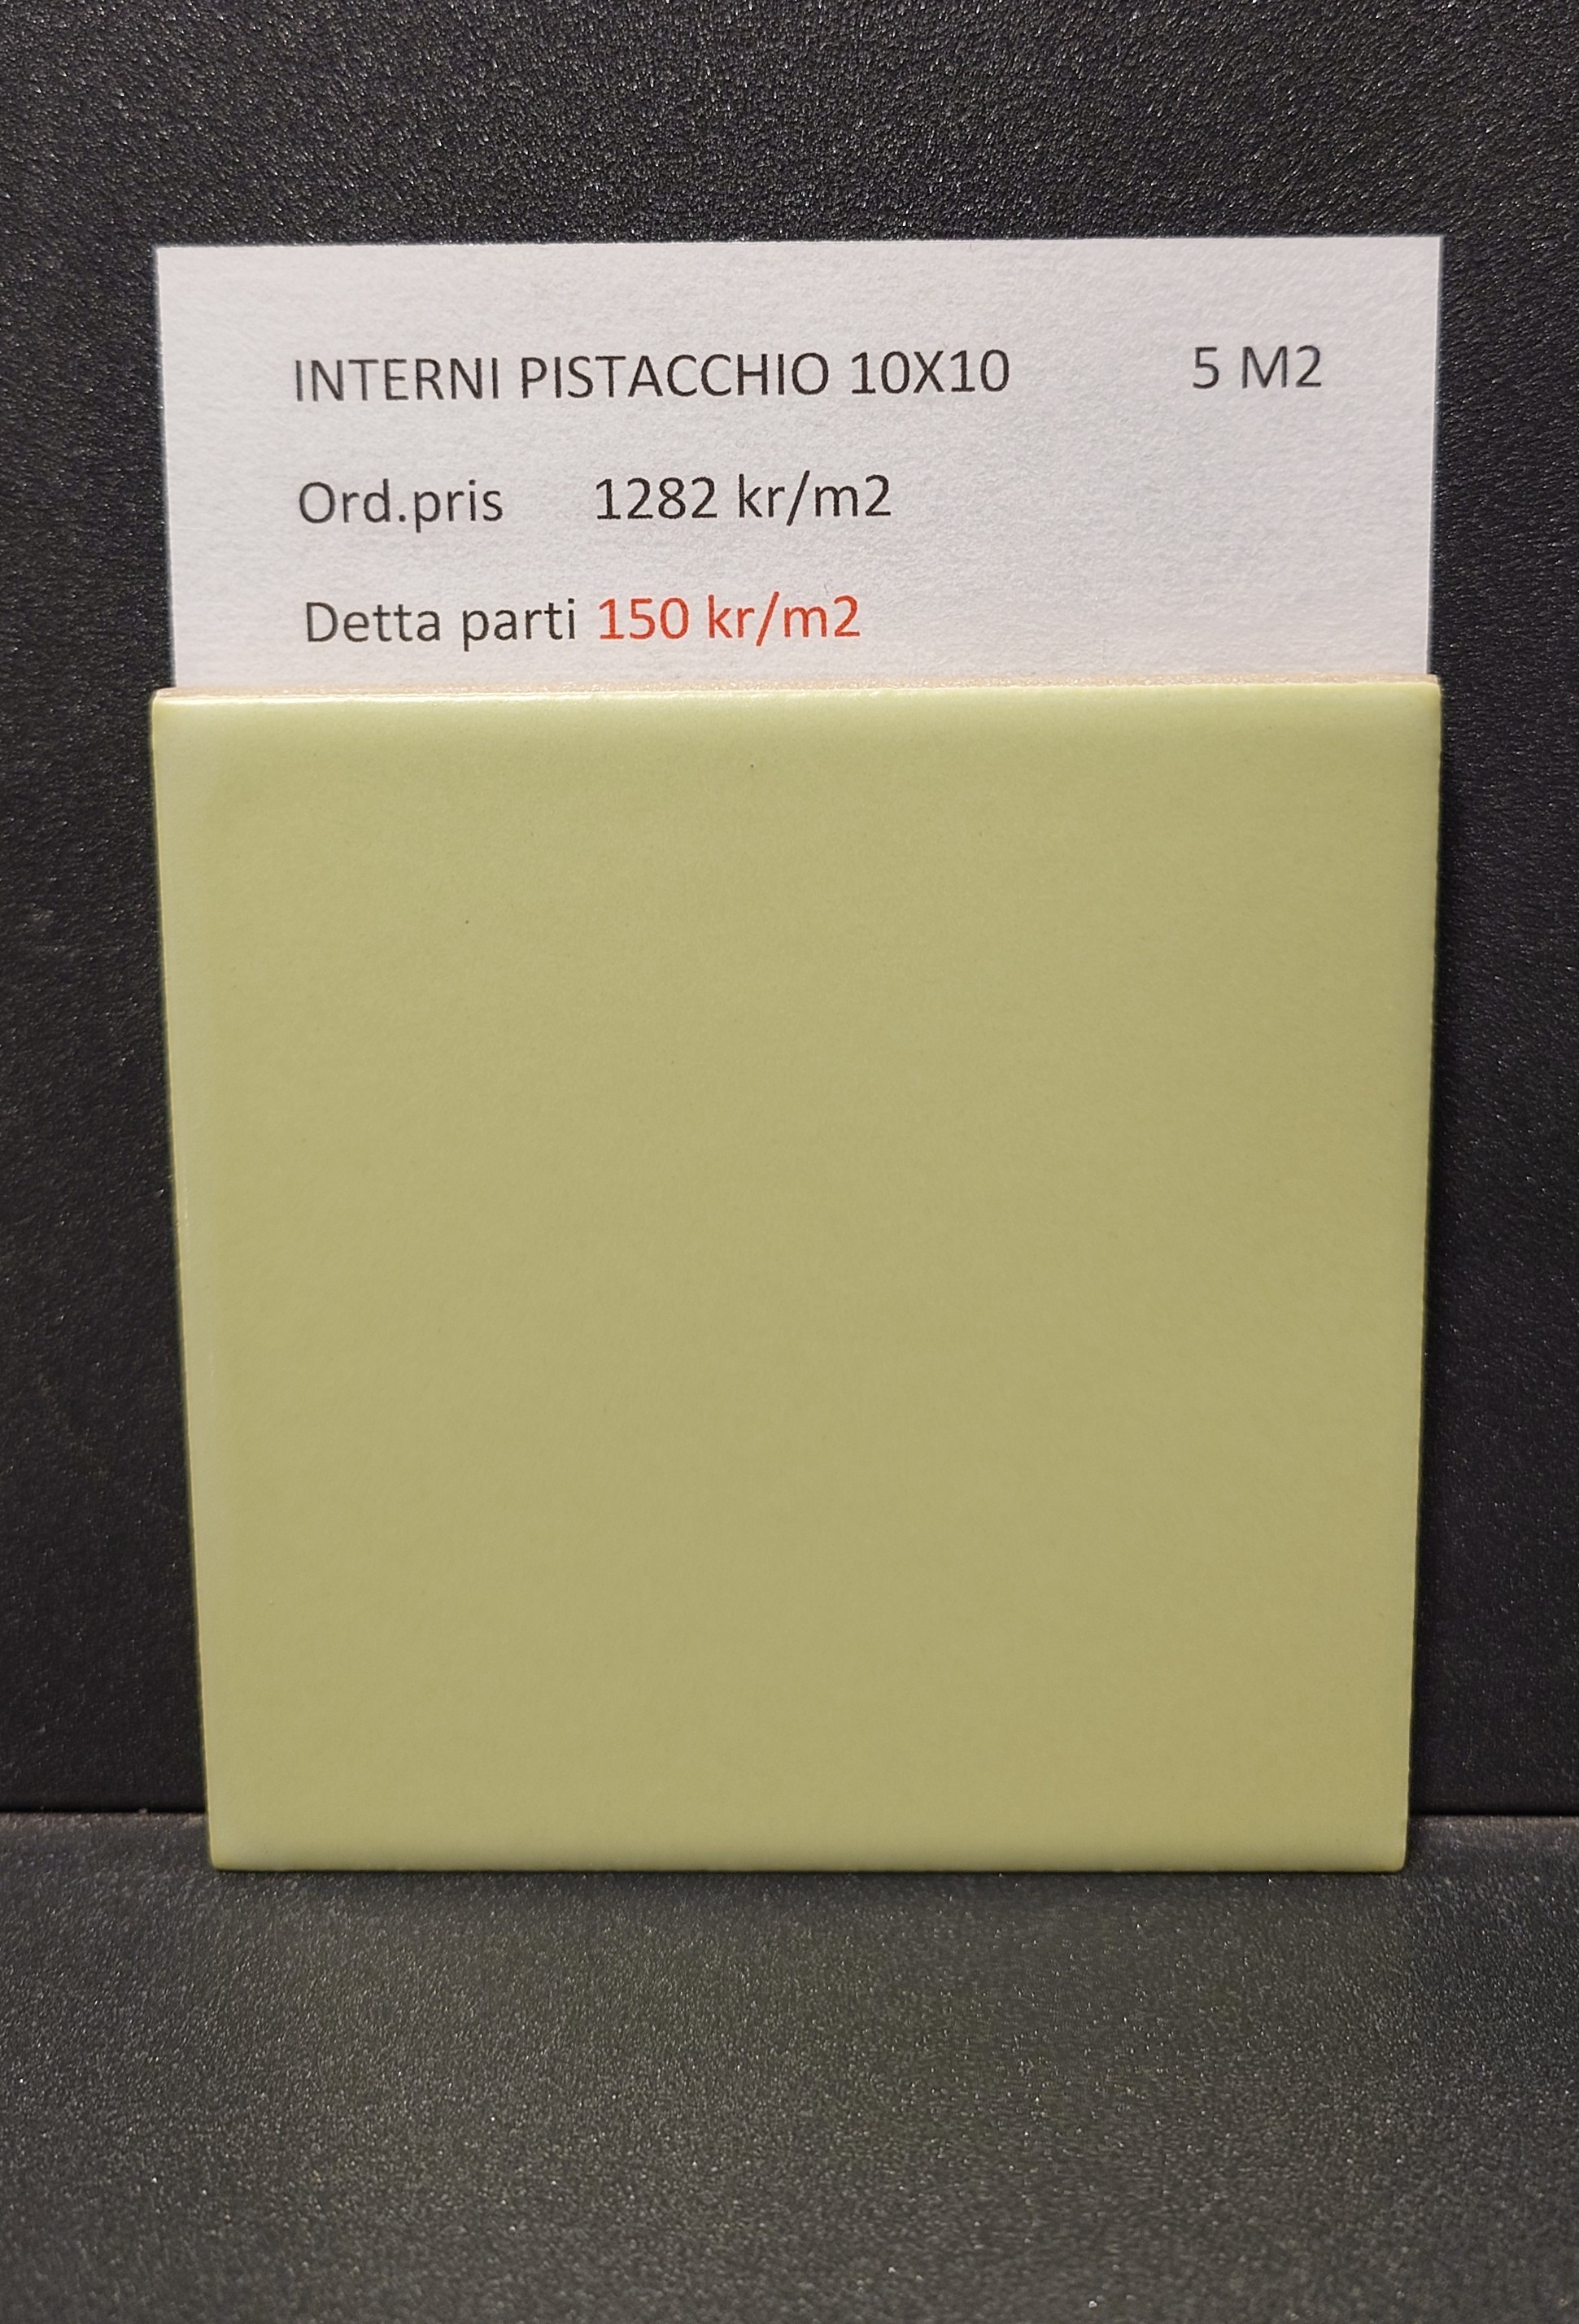 INTERNI PISTACCHIO 10X10 5 M2
Ord.pris 1282 kr/m2
Detta parti 150 kr/m2